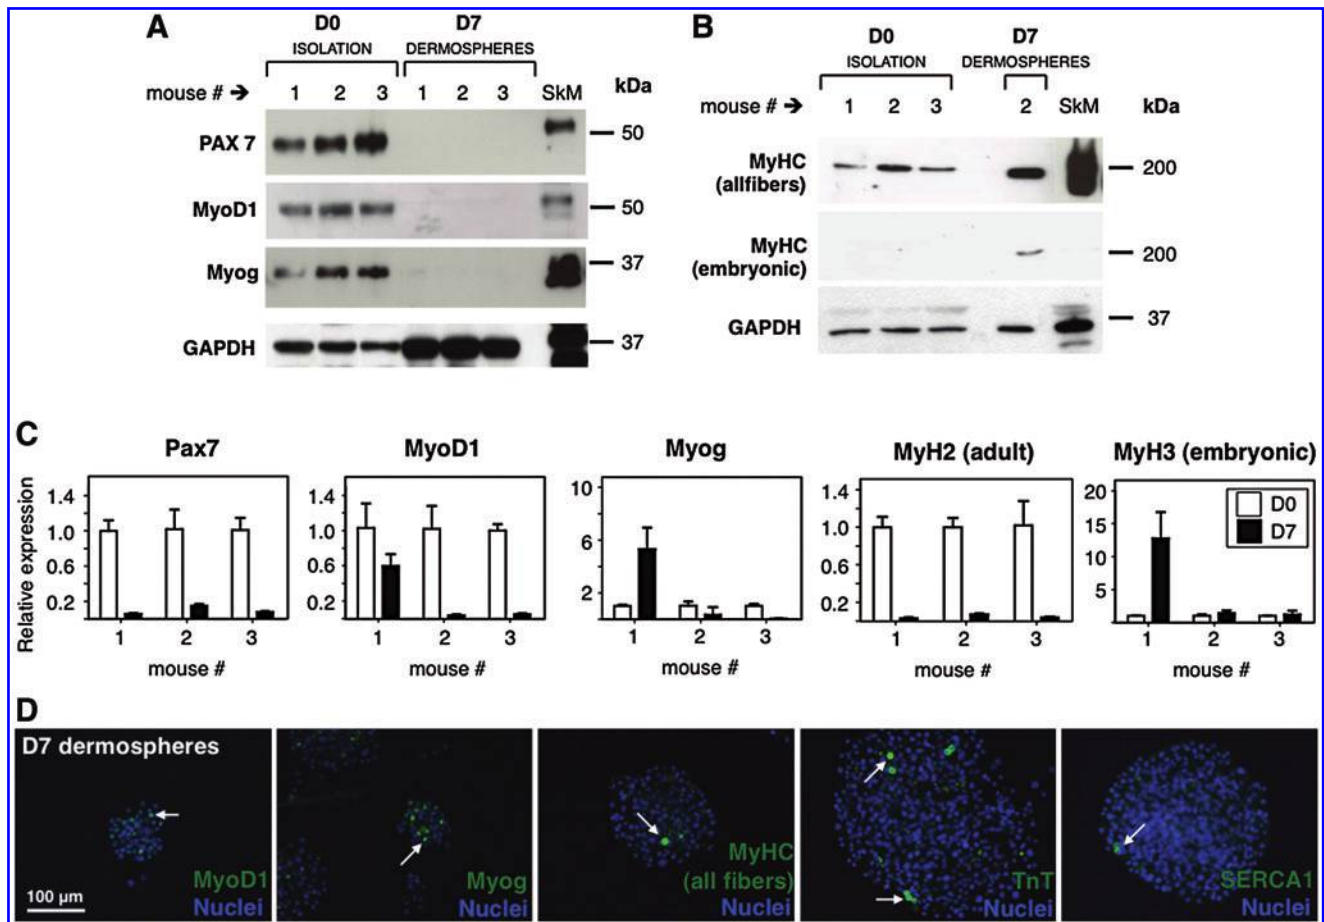 A
D0
D7
ISOLATION
DERMOSPHERES
mouse # ➔ 1 2 3 1 2 3 SkM kDa
PAX 7 50
MyoD1 50
Myog 37
GAPDH 37
B
D0
D7
ISOLATION
DERMOSPHERES
mouse # ➔ 1 2 3 2 SkM kDa
MyHC
(allfibers)
200
MyHC
(embryonic)
200
GAPDH 37
C
Relative expression
Pax7
1.4
1.0
0.6
0.2
1 2 3
mouse #
MyoD1
1.4
1.0
0.6
0.2
1 2 3
mouse #
Myog
10
6
2
1 2 3
mouse #
MyH2 (adult)
1.4
1.0
0.6
0.2
1 2 3
mouse #
MyH3 (embryonic)
20
15
10
5
D0
D7
1 2 3
mouse #
D
D7 dermospheres
100 µm
MyoD1
Nuclei
Myog
Nuclei
MyHC
(all fibers)
Nuclei
TnT
Nuclei
SERCA1
Nuclei